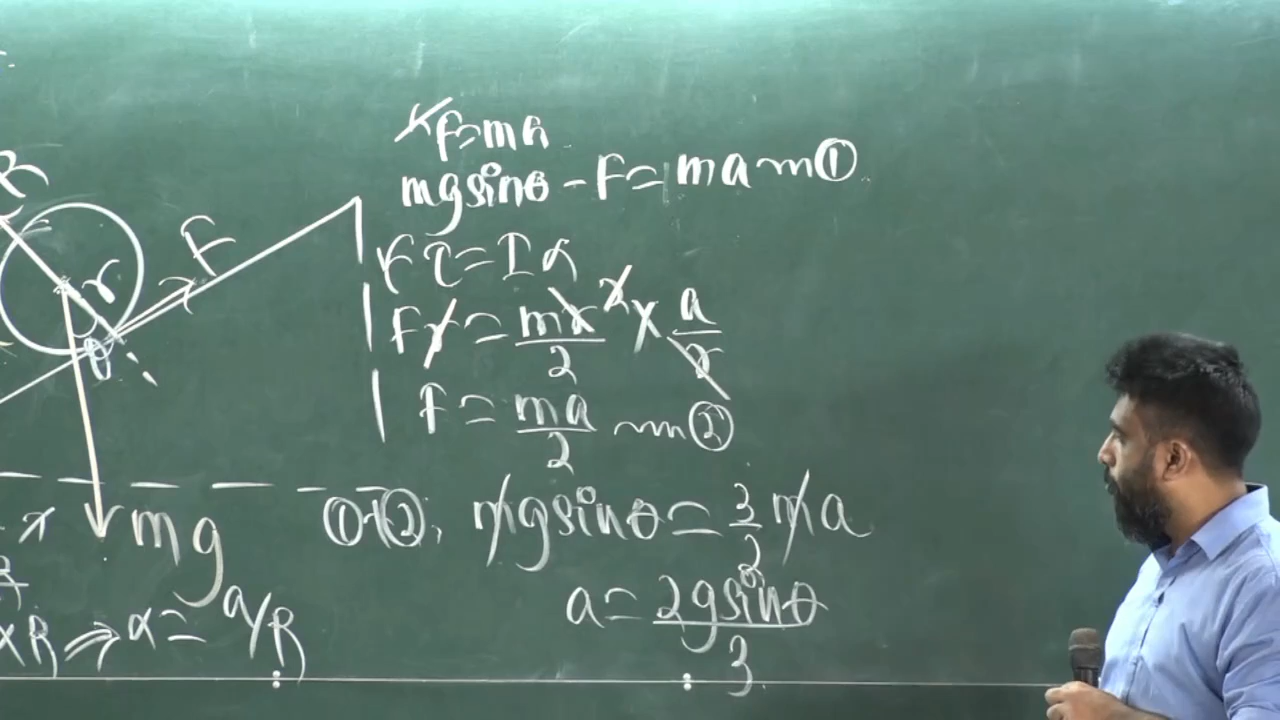 ↙f=ma
mgsinθ - F = ma ~~~ ①
↙τ = Iα
Fr = mr²/2 × a/r
F = ma/2 ~~~ ②
①+②, mgsinθ = 3/2 ma
a = 2gsinθ/3
R
r
F
θ
mg
×R ⇒ α = a/R